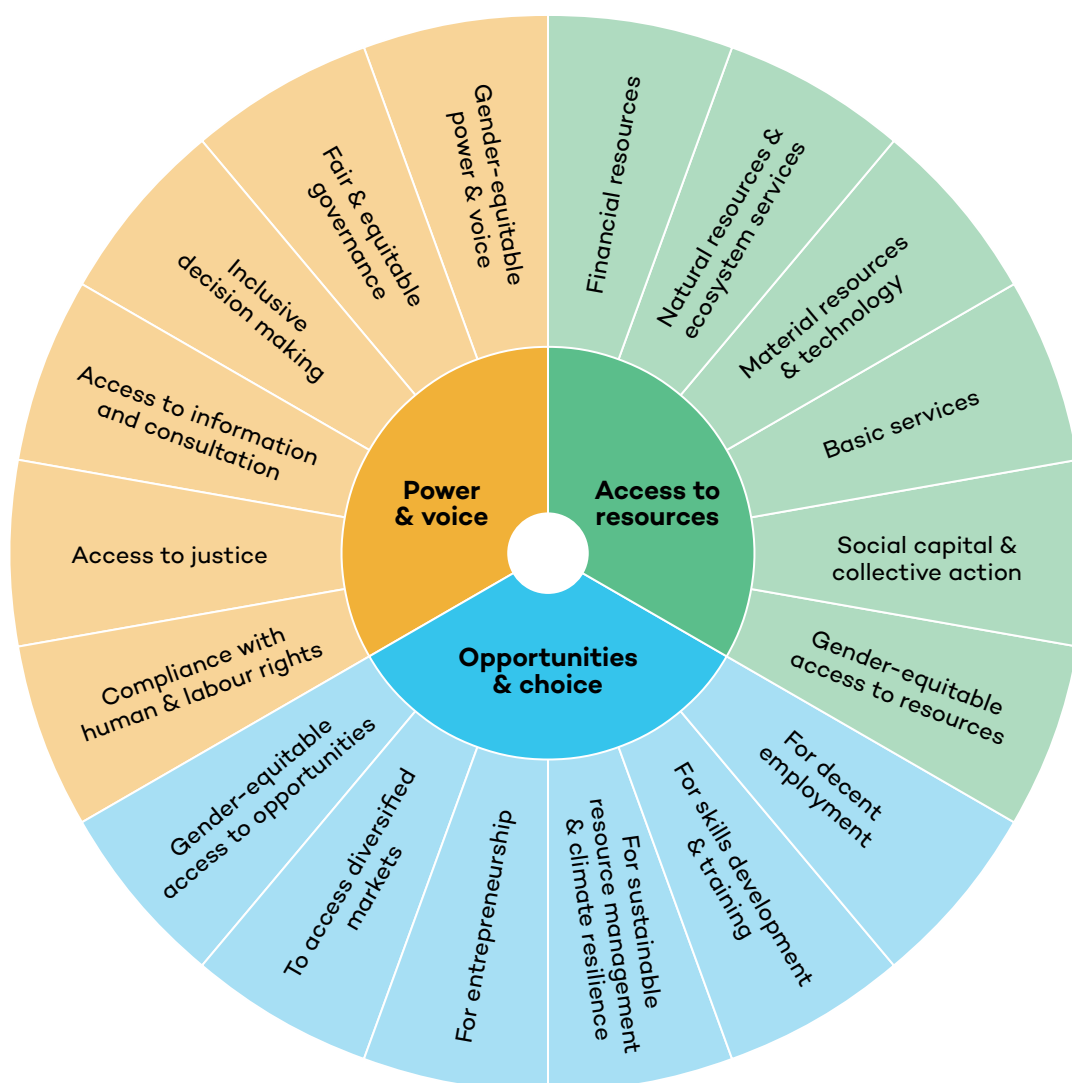 Power
& voice
Access to
resources
Opportunities
& choice
Financial resources
Natural resources &
ecosystem services
Material resources
& technology
Basic services
Social capital &
collective action
Gender-equitable
access to resources
For decent
employment
For skills development
& training
For sustainable
resource management
& climate resilience
For entrepreneurship
To access diversified
markets
Gender-equitable
access to opportunities
Compliance with
human & labour rights
Access to justice
Access to information
and consultation
Inclusive
decision making
Fair & equitable
governance
Gender-equitable
power & voice